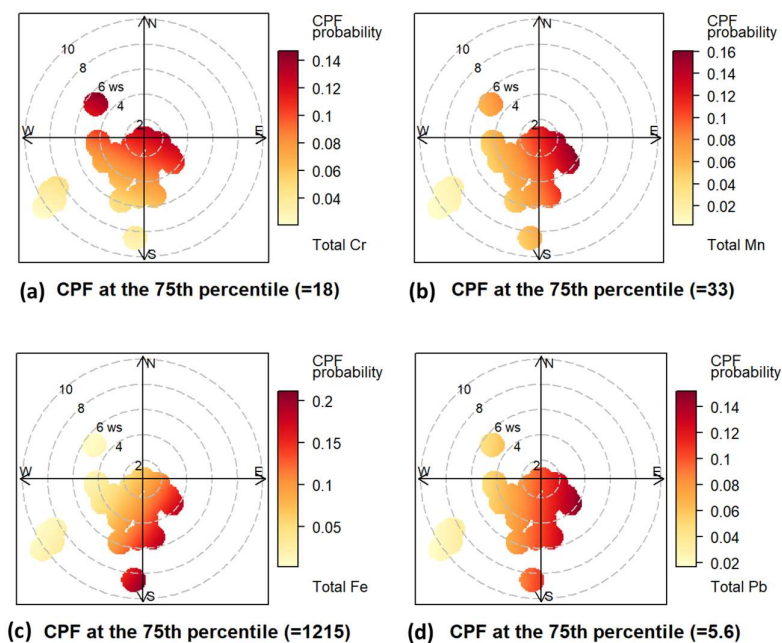 CPF
probability
N
10
8
6 ws
4
2
W
E
S
0.14
0.12
0.10
0.08
0.06
0.04
Total Cr
(a) CPF at the 75th percentile (=18)
CPF
probability
N
10
8
6 ws
4
2
W
E
S
0.16
0.14
0.12
0.10
0.08
0.06
0.04
0.02
Total Mn
(b) CPF at the 75th percentile (=33)
CPF
probability
N
10
8
6 ws
4
2
W
E
S
0.2
0.15
0.1
0.05
Total Fe
(c) CPF at the 75th percentile (=1215)
CPF
probability
N
10
8
6 ws
4
2
W
E
S
0.14
0.12
0.10
0.08
0.06
0.04
0.02
Total Pb
(d) CPF at the 75th percentile (=5.6)